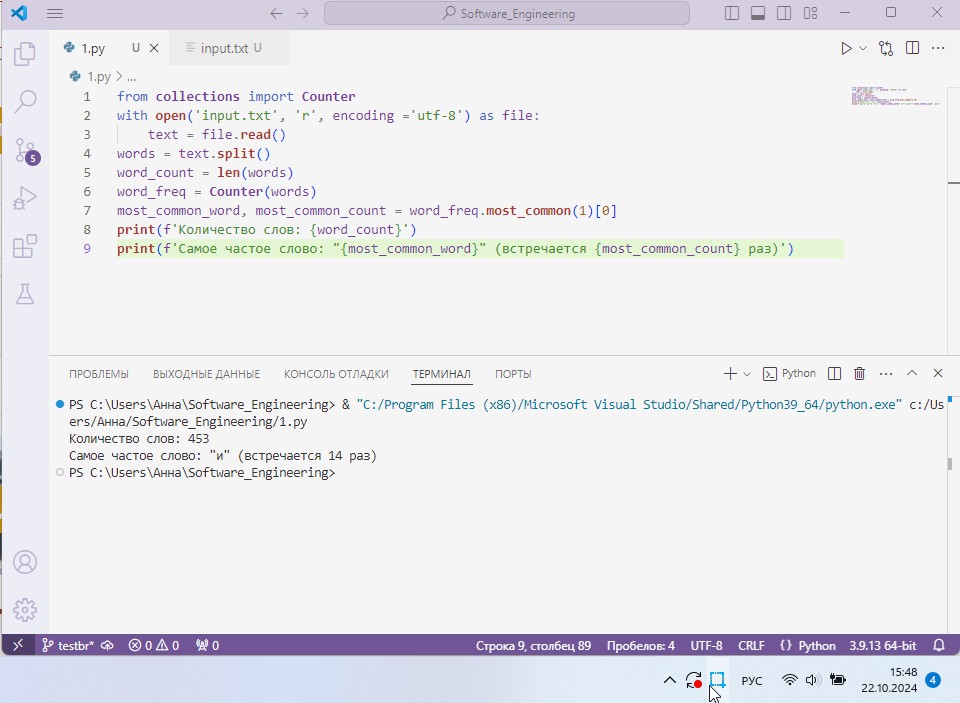 Software_Engineering
1.py U
input.txt U
1.py > ...
1 from collections import Counter
2 with open('input.txt', 'r', encoding ='utf-8') as file:
3     text = file.read()
4 words = text.split()
5 word_count = len(words)
6 word_freq = Counter(words)
7 most_common_word, most_common_count = word_freq.most_common(1)[0]
8 print(f'Количество слов: {word_count}')
9 print(f'Самое частое слово: "{most_common_word}" (встречается {most_common_count} раз)')
5
ПРОБЛЕМЫ ВЫХОДНЫЕ ДАННЫЕ КОНСОЛЬ ОТЛАДКИ ТЕРМИНАЛ ПОРТЫ
Python
PS C:\Users\Анна\Software_Engineering> & "C:/Program Files (x86)/Microsoft Visual Studio/Shared/Python39_64/python.exe" c:/Us
ers/Анна/Software_Engineering/1.py
Количество слов: 453
Самое частое слово: "и" (встречается 14 раз)
PS C:\Users\Анна\Software_Engineering>
testbr* 0 0 0 Строка 9, столбец 89 Пробелов: 4 UTF-8 CRLF {} Python 3.9.13 64-bit
РУС
15:48
22.10.2024
4